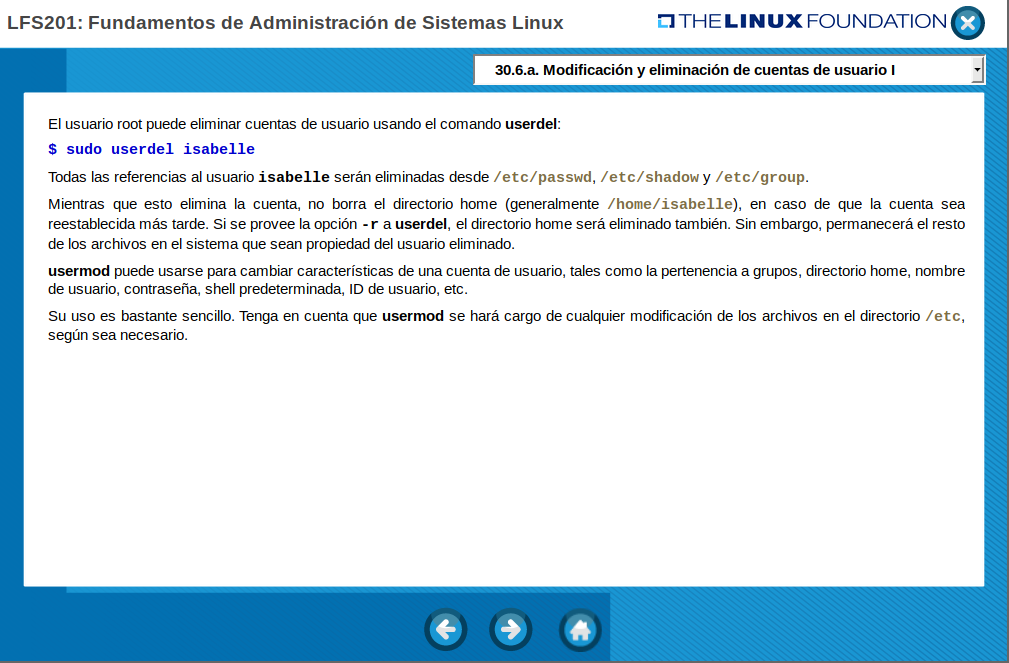 LFS201: Fundamentos de Administración de Sistemas Linux
THE LINUX FOUNDATION
30.6.a. Modificación y eliminación de cuentas de usuario I
El usuario root puede eliminar cuentas de usuario usando el comando userdel:
$ sudo userdel isabelle
Todas las referencias al usuario isabelle serán eliminadas desde /etc/passwd, /etc/shadow y /etc/group.
Mientras que esto elimina la cuenta, no borra el directorio home (generalmente /home/isabelle), en caso de que la cuenta sea
reestablecida más tarde. Si se provee la opción -r a userdel, el directorio home será eliminado también. Sin embargo, permanecerá el resto
de los archivos en el sistema que sean propiedad del usuario eliminado.
usermod puede usarse para cambiar características de una cuenta de usuario, tales como la pertenencia a grupos, directorio home, nombre
de usuario, contraseña, shell predeterminada, ID de usuario, etc.
Su uso es bastante sencillo. Tenga en cuenta que usermod se hará cargo de cualquier modificación de los archivos en el directorio /etc,
según sea necesario.